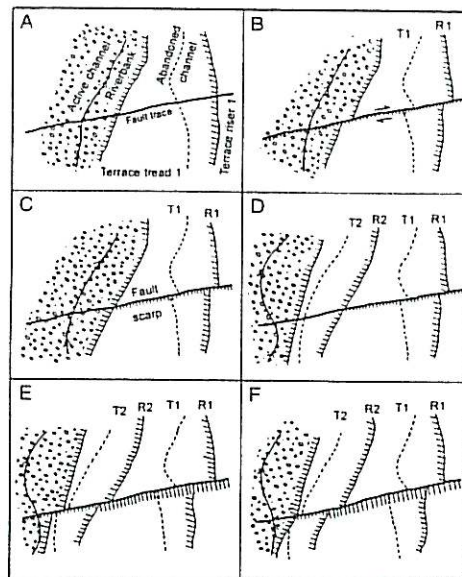 A
Active channel
Riverbank
Abandoned
channel
Fault trace
Terrace riser 1
Terrace tread 1
B
T1 R1
C
T1 R1
Fault
scarp
D
T2 R2 T1 R1
E
T2 R2 T1 R1
F
T2 R2 T1 R1